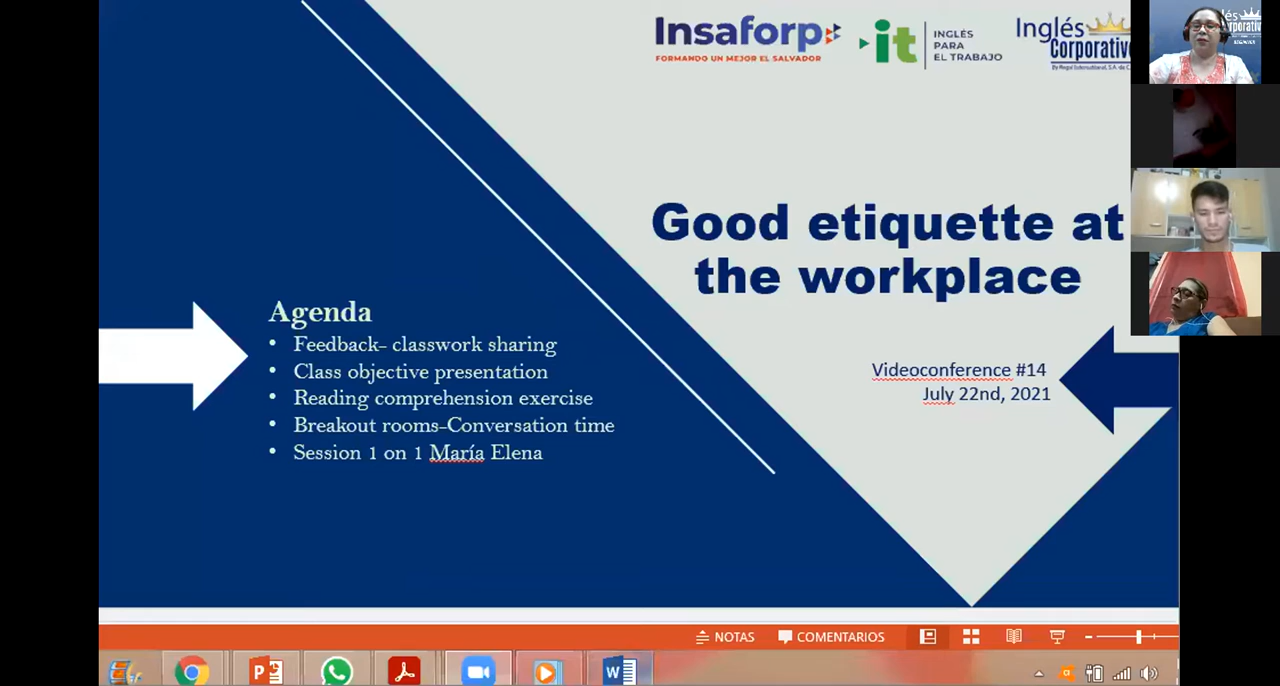 Insaforp
FORMANDO UN MEJOR EL SALVADOR
it
INGLÉS
PARA
EL TRABAJO
Inglés
Corporativo
Good etiquette at
the workplace
Videoconference #14
July 22nd, 2021
Agenda
• Feedback- classwork sharing
• Class objective presentation
• Reading comprehension exercise
• Breakout rooms-Conversation time
• Session 1 on 1 María Elena
NOTAS
COMENTARIOS